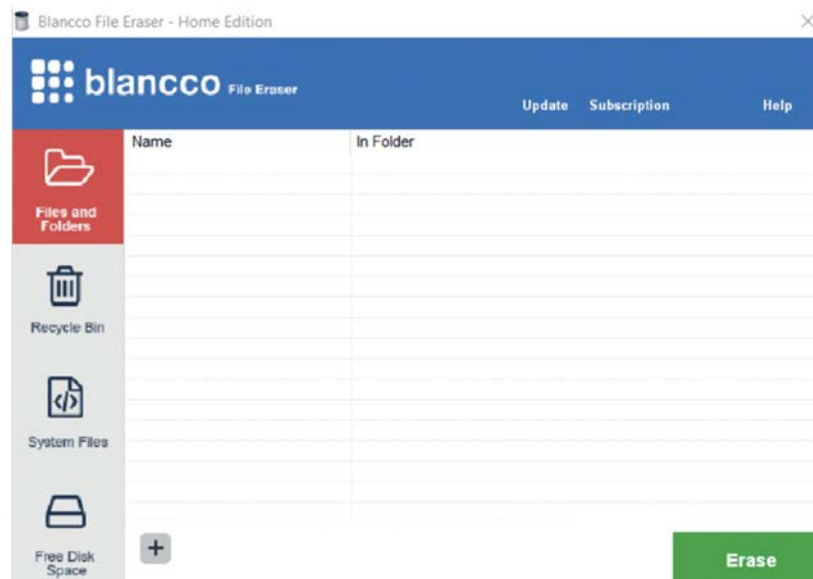 Blancco File Eraser - Home Edition
blancco File Eraser
Update Subscription Help
Name In Folder
Files and
Folders
Recycle Bin
System Files
Free Disk
Space
Erase